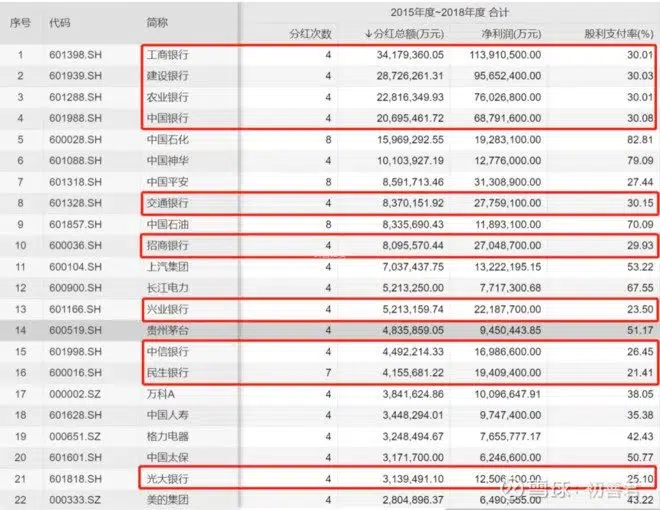 序号 代码 简称 2015年度~2018年度 合计
分红次数 ↓分红总额(万元) 净利润(万元) 股利支付率(%)
1 601398.SH 工商银行 4 34,179,360.05 113,910,500.00 30.01
2 601939.SH 建设银行 4 28,726,261.31 95,652,400.00 30.03
3 601288.SH 农业银行 4 22,816,349.93 76,026,800.00 30.01
4 601988.SH 中国银行 4 20,695,461.72 68,791,600.00 30.08
5 600028.SH 中国石化 8 15,969,292.55 19,283,100.00 82.81
6 601088.SH 中国神华 4 10,103,927.19 12,776,000.00 79.09
7 601318.SH 中国平安 8 8,591,713.46 31,308,900.00 27.44
8 601328.SH 交通银行 4 8,370,151.92 27,759,100.00 30.15
9 601857.SH 中国石油 8 8,335,690.43 11,893,100.00 70.09
10 600036.SH 招商银行 4 8,095,570.44 27,048,700.00 29.93
11 600104.SH 上汽集团 4 7,037,437.75 13,222,195.15 53.22
12 600900.SH 长江电力 4 5,213,250.00 7,717,300.68 67.55
13 601166.SH 兴业银行 4 5,213,159.74 22,187,700.00 23.50
14 600519.SH 贵州茅台 4 4,835,859.05 9,450,443.85 51.17
15 601998.SH 中信银行 4 4,492,214.33 16,986,600.00 26.45
16 600016.SH 民生银行 7 4,155,681.22 19,409,400.00 21.41
17 000002.SZ 万科A 4 3,841,624.86 10,096,647.91 38.05
18 601628.SH 中国人寿 4 3,448,294.01 9,747,400.00 35.38
19 000651.SZ 格力电器 4 3,248,494.67 7,655,777.17 42.43
20 601601.SH 中国太保 4 3,171,700.00 6,246,600.00 50.77
21 601818.SH 光大银行 4 3,139,491.10 12,506,400.00 25.10
22 000333.SZ 美的集团 4 2,804,896.37 6,490,555.00 43.22
雪球·初善君